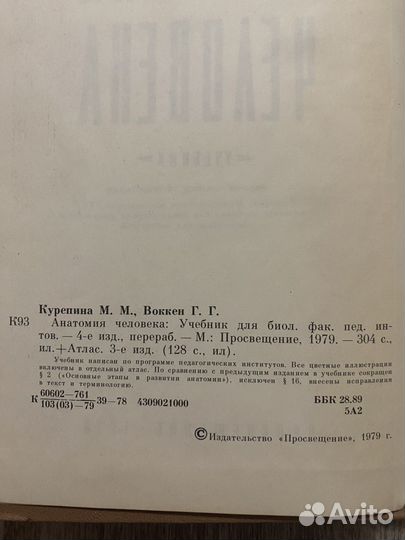 ЧЕЛОВЕКА
УЧЕБНИК
Курепина М. М., Воккен Г. Г.
К93 Анатомия человека: Учебник для биол. фак. пед. ин-
тов. — 4-е изд., перераб. — М.: Просвещение, 1979. — 304 с.,
ил.+Атлас. 3-е изд. (128 с., ил).
Учебник написан по программе педагогических институтов. Все цветные иллюстрации
включены в отдельный атлас. По сравнению с предыдущим изданием в учебнике сокращен
§ 2 («Основные этапы в развитии анатомии»), исключен § 16, внесены исправления
в текст и терминологию.
К 60602—761
103(03)—79 39—78 4309021000
ББК 28.89
5А2
©Издательство «Просвещение», 1979 г.
Avito